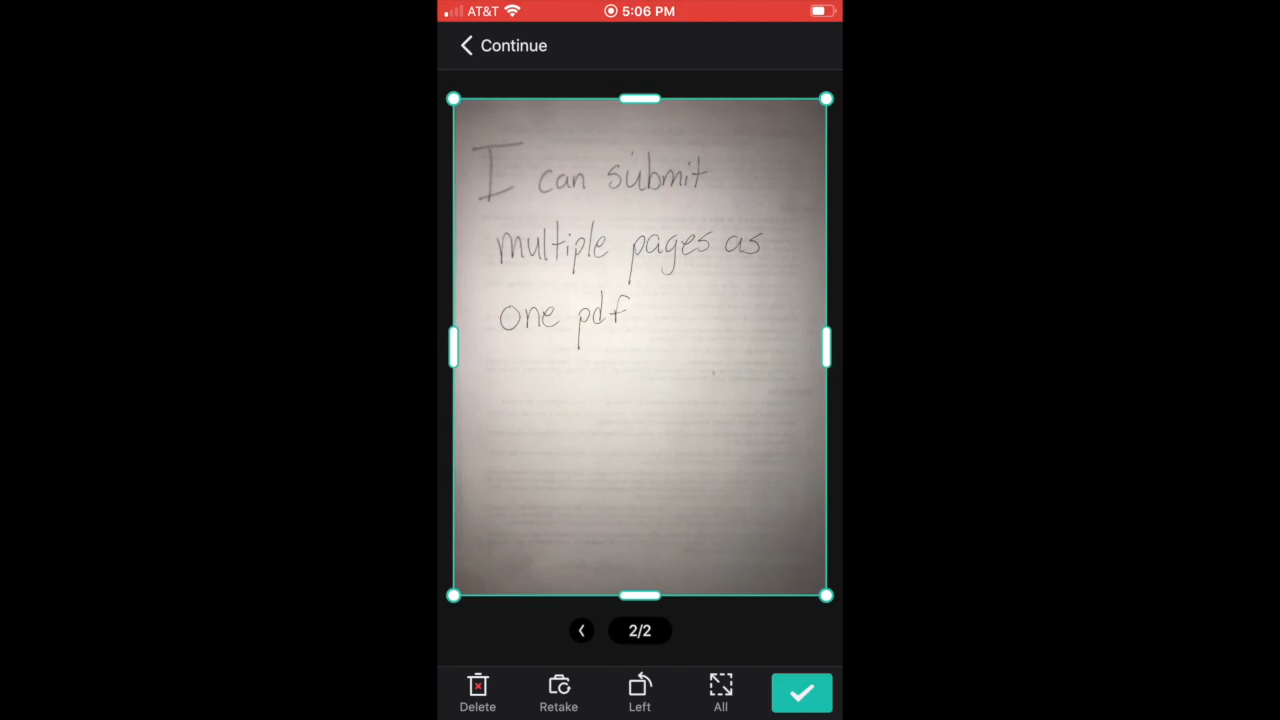 AT&T 5:06 PM
Continue
I can submit
multiple pages as
one pdf
2/2
Delete Retake Left All